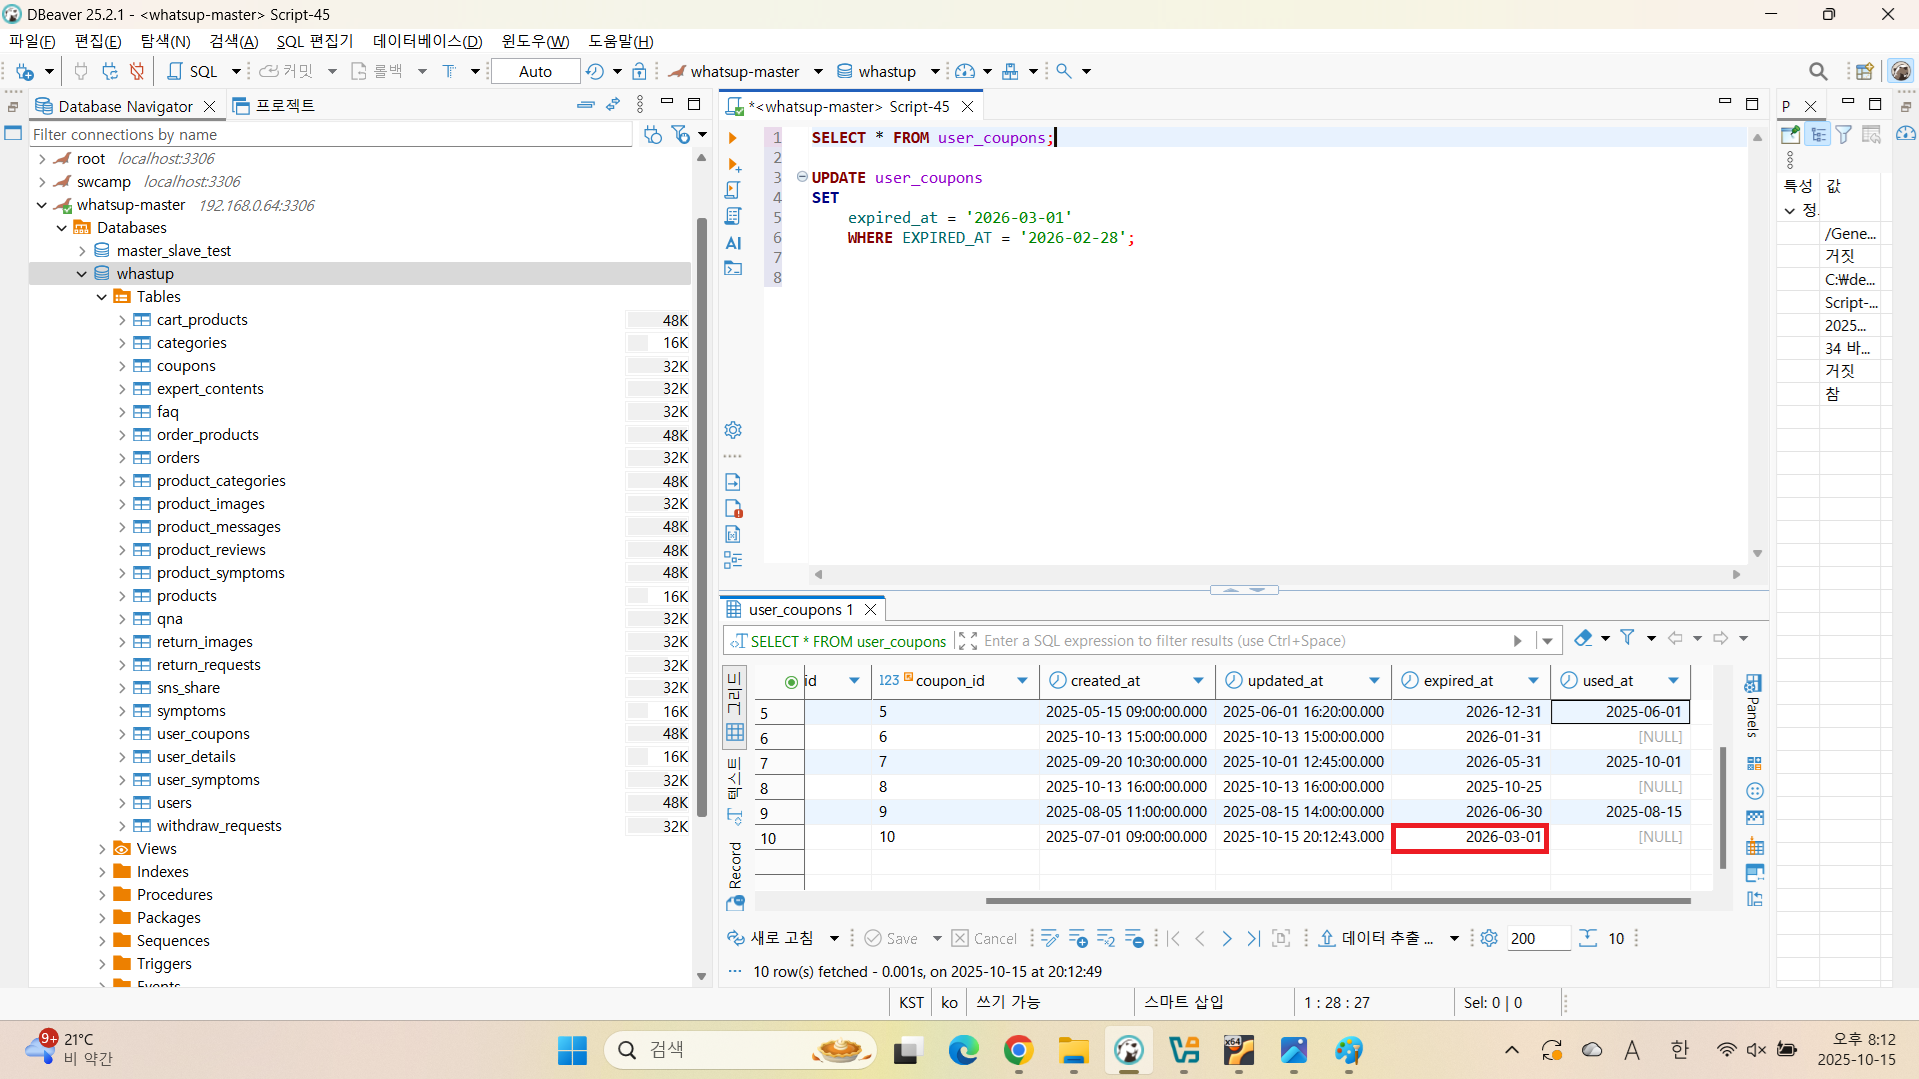 DBeaver 25.2.1 - <whatsup-master> Script-45
파일(F) 편집(E) 탐색(N) 검색(A) SQL 편집기 데이터베이스(D) 윈도우(W) 도움말(H)
SQL 커밋 롤백 Auto whatsup-master whastup
Database Navigator 프로젝트
Filter connections by name
root localhost:3306
swcamp localhost:3306
whatsup-master 192.168.0.64:3306
Databases
master_slave_test
whastup
Tables
cart_products 48K
categories 16K
coupons 32K
expert_contents 32K
faq 32K
order_products 48K
orders 32K
product_categories 48K
product_images 32K
product_messages 48K
product_reviews 48K
product_symptoms 48K
products 16K
qna 32K
return_images 32K
return_requests 32K
sns_share 32K
symptoms 16K
user_coupons 48K
user_details 16K
user_symptoms 32K
users 48K
withdraw_requests 32K
Views
Indexes
Procedures
Packages
Sequences
Triggers
Events
*<whatsup-master> Script-45
AI
1 SELECT * FROM user_coupons;
2
3 UPDATE user_coupons
4 SET
5 expired_at = '2026-03-01'
6 WHERE EXPIRED_AT = '2026-02-28';
7
8
P
특성 값
정.
/Gene...
거짓
C:₩de...
Script-...
2025...
34 바...
거짓
참
user_coupons 1
SELECT * FROM user_coupons Enter a SQL expression to filter results (use Ctrl+Space)
그리드
텍스트
Record
Panels
id 123 coupon_id created_at updated_at expired_at used_at
5 5 2025-05-15 09:00:00.000 2025-06-01 16:20:00.000 2026-12-31 2025-06-01
6 6 2025-10-13 15:00:00.000 2025-10-13 15:00:00.000 2026-01-31 [NULL]
7 7 2025-09-20 10:30:00.000 2025-10-01 12:45:00.000 2026-05-31 2025-10-01
8 8 2025-10-13 16:00:00.000 2025-10-13 16:00:00.000 2025-10-25 [NULL]
9 9 2025-08-05 11:00:00.000 2025-08-15 14:00:00.000 2026-06-30 2025-08-15
10 10 2025-07-01 09:00:00.000 2025-10-15 20:12:43.000 2026-03-01 [NULL]
새로 고침 Save Cancel 데이터 추출 ... 200 10
10 row(s) fetched - 0.001s, on 2025-10-15 at 20:12:49
KST ko 쓰기 가능 스마트 삽입 1 : 28 : 27 Sel: 0 | 0
9+ 21°C
비 약간
검색
x64
A 한
오후 8:12
2025-10-15